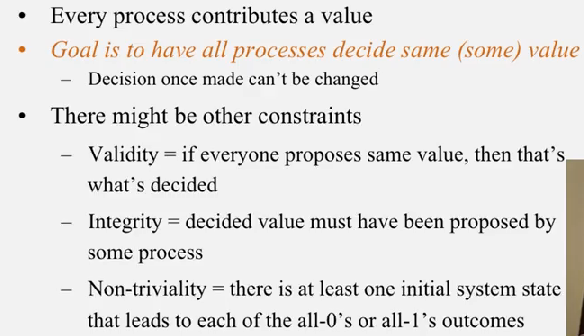 • Every process contributes a value
• Goal is to have all processes decide same (some) value
– Decision once made can't be changed
• There might be other constraints
– Validity = if everyone proposes same value, then that's
what's decided
– Integrity = decided value must have been proposed by
some process
– Non-triviality = there is at least one initial system state
that leads to each of the all-0's or all-1's outcomes